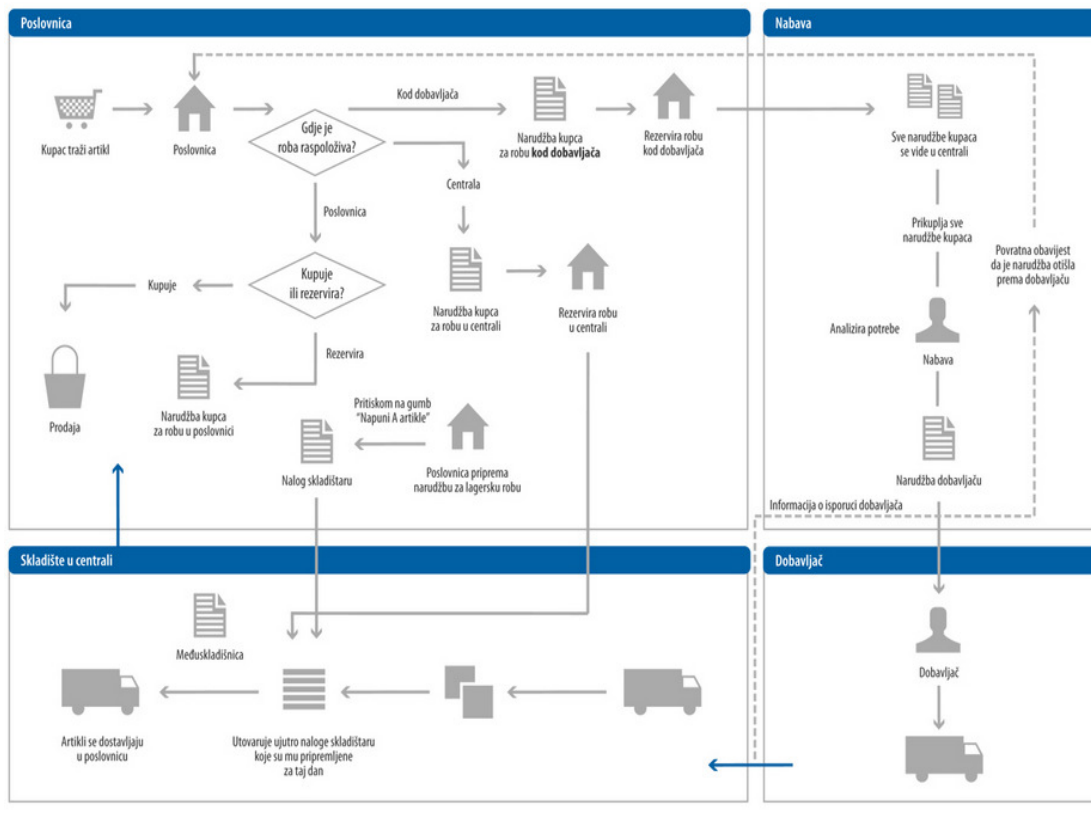 Poslovnica
Nabava
Kod dobavljača
Gdje je
roba raspoloživa?
Kupac traži artikl
Poslovnica
Narudžba kupca
za robu kod dobavljača
Rezervira robu
kod dobavljača
Sve narudžbe kupaca
se vide u centrali
Centrala
Poslovnica
Prikuplja sve
narudžbe kupaca
Povratna obavijest
da je narudžba otišla
prema dobavljaču
Kupuje
Kupuje
ili rezervira?
Narudžba kupca
za robu u centrali
Rezervira robu
u centrali
Analizira potrebe
Nabava
Rezervira
Prodaja
Narudžba kupca
za robu u poslovnici
Pritiskom na gumb
“Napuni A artikle”
Nalog skladištaru
Poslovnica priprema
narudžbu za lagersku robu
Narudžba dobavljaču
Informacija o isporuci dobavljača
Skladište u centrali
Dobavljač
Međuskladišnica
Dobavljač
Artikli se dostavljaju
u poslovnicu
Utovaruje ujutro naloge skladištaru
koje su mu pripremljene
za taj dan